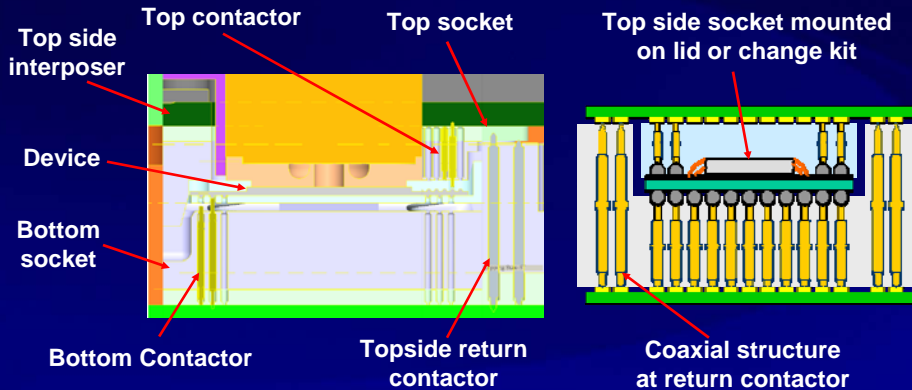 Top contactor
Top side
interposer
Top socket
Top side socket mounted
on lid or change kit
Device
Bottom
socket
Bottom Contactor
Topside return
contactor
Coaxial structure
at return contactor